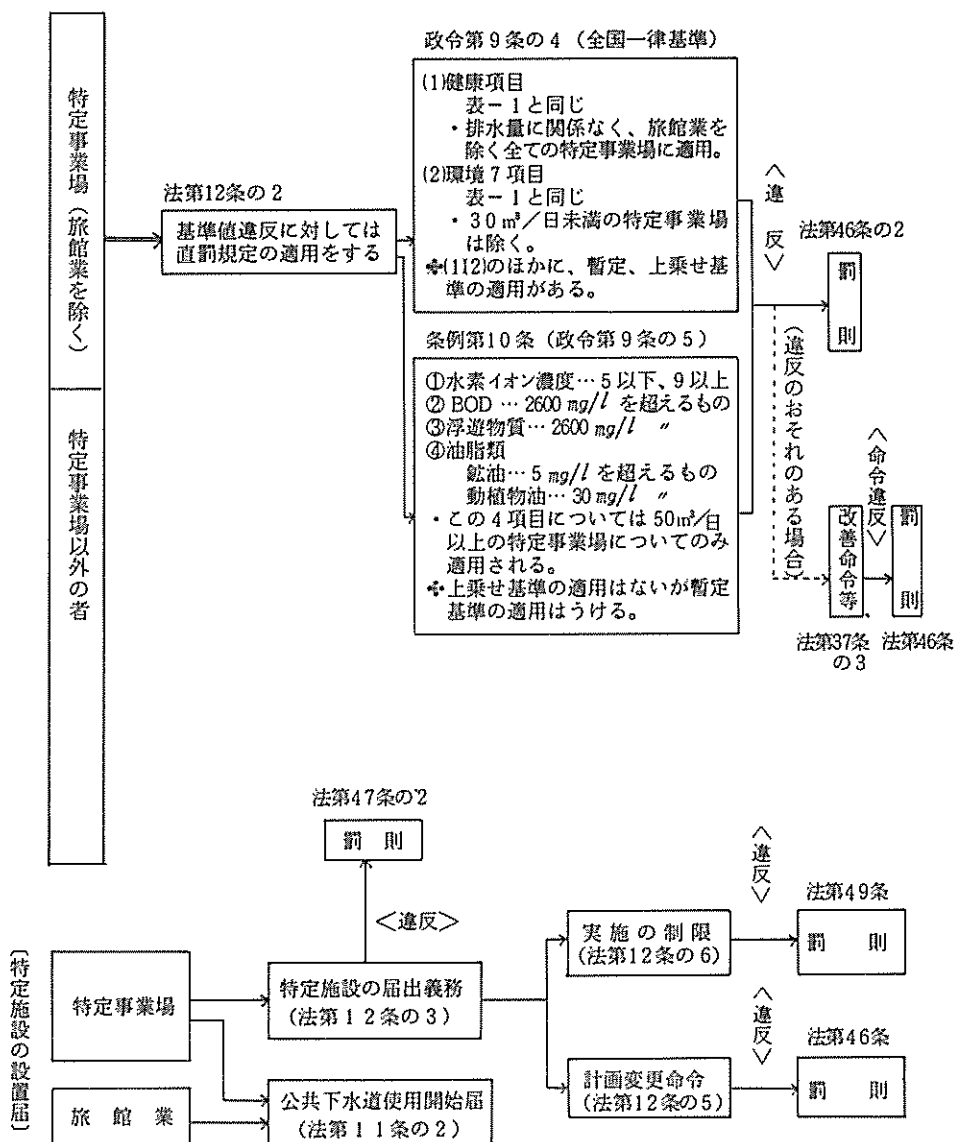 特定事業場（旅館業を除く）
特定事業場以外の者
法第12条の2
基準値違反に対しては
直罰規定の適用をする
政令第9条の4（全国一律基準）
(1)健康項目
表－1と同じ
・排水量に関係なく、旅館業を
除く全ての特定事業場に適用。
(2)環境7項目
表－1と同じ
・30㎥／日未満の特定事業場
は除く。
✤(1)(2)のほかに、暫定、上乗せ基
準の適用がある。
条例第10条（政令第9条の5）
①水素イオン濃度…5以下、9以上
②BOD…2600mg/lを超えるもの
③浮遊物質…2600mg/l 〃
④油脂類
鉱油…5mg/lを超えるもの
動植物油…30mg/l 〃
・この4項目については50㎥/日
以上の特定事業場についてのみ
適用される。
✤上乗せ基準の適用はないが暫定
基準の適用はうける。
〈違反〉
法第46条の2
罰則
（違反のおそれのある場合）
改善命令等
法第37条
の3
〈命令違反〉
罰則
法第46条
〔特定施設の設置届〕
特定事業場
旅館業
法第47条の2
罰則
＜違反＞
特定施設の届出義務
（法第12条の3）
公共下水道使用開始届
（法第11条の2）
実施の制限
（法第12条の6）
〈違反〉
法第49条
罰則
計画変更命令
（法第12条の5）
〈違反〉
法第46条
罰則